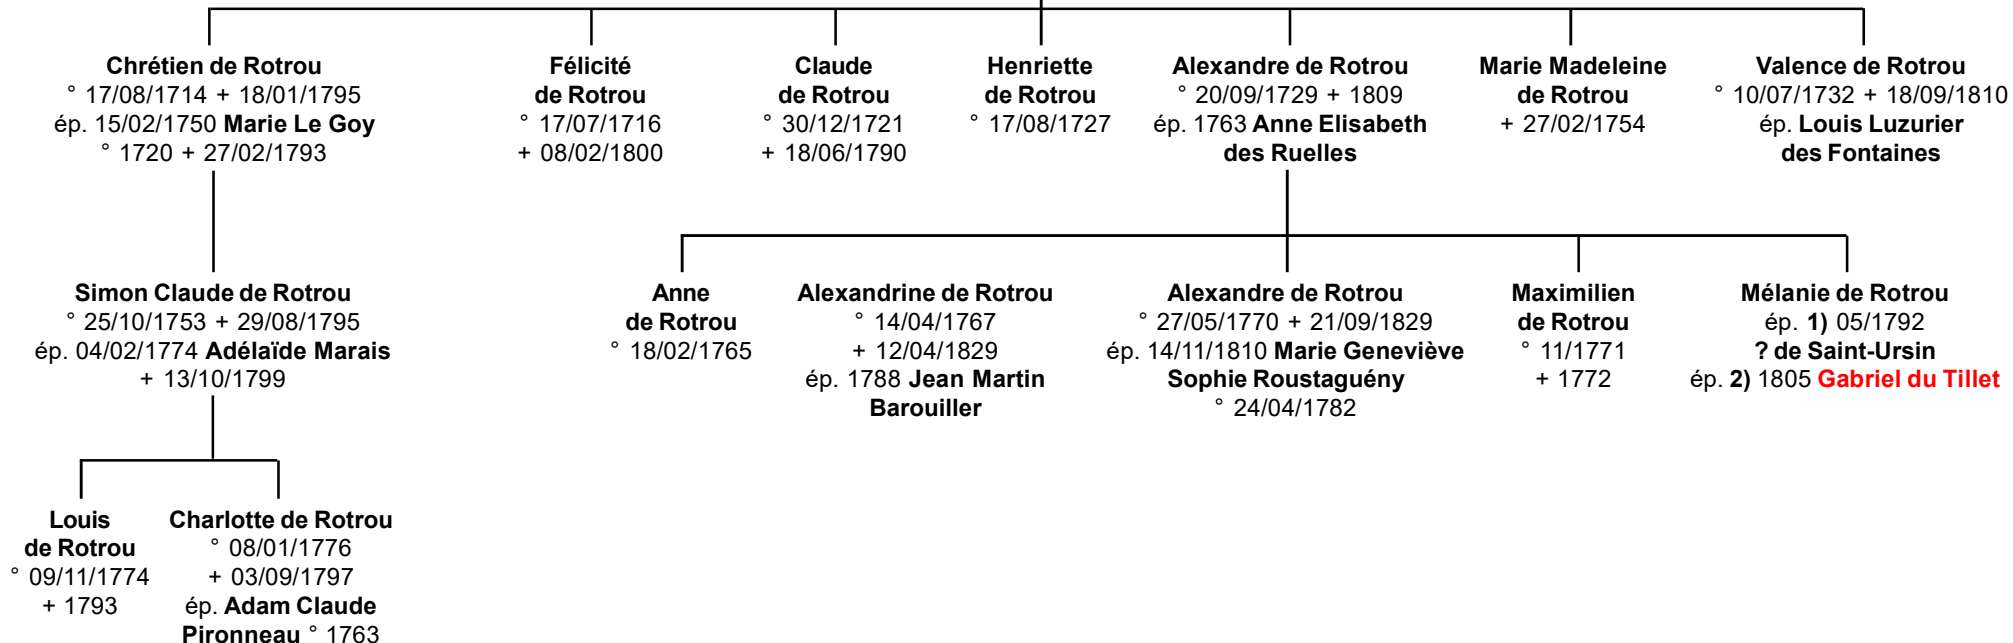 Chrétien de Rotrou
° 17/08/1714 + 18/01/1795
ép. 15/02/1750 Marie Le Goy
° 1720 + 27/02/1793
Félicité
de Rotrou
° 17/07/1716
+ 08/02/1800
Claude
de Rotrou
° 30/12/1721
+ 18/06/1790
Henriette
de Rotrou
° 17/08/1727
Alexandre de Rotrou
° 20/09/1729 + 1809
ép. 1763 Anne Elisabeth
des Ruelles
Marie Madeleine
de Rotrou
+ 27/02/1754
Valence de Rotrou
° 10/07/1732 + 18/09/1810
ép. Louis Luzurier
des Fontaines
Simon Claude de Rotrou
° 25/10/1753 + 29/08/1795
ép. 04/02/1774 Adélaïde Marais
+ 13/10/1799
Anne
de Rotrou
° 18/02/1765
Alexandrine de Rotrou
° 14/04/1767
+ 12/04/1829
ép. 1788 Jean Martin
Barouiller
Alexandre de Rotrou
° 27/05/1770 + 21/09/1829
ép. 14/11/1810 Marie Geneviève
Sophie Roustaguény
° 24/04/1782
Maximilien
de Rotrou
° 11/1771
+ 1772
Mélanie de Rotrou
ép. 1) 05/1792
? de Saint-Ursin
ép. 2) 1805 Gabriel du Tillet
Louis
de Rotrou
° 09/11/1774
+ 1793
Charlotte de Rotrou
° 08/01/1776
+ 03/09/1797
ép. Adam Claude
Pironneau ° 1763